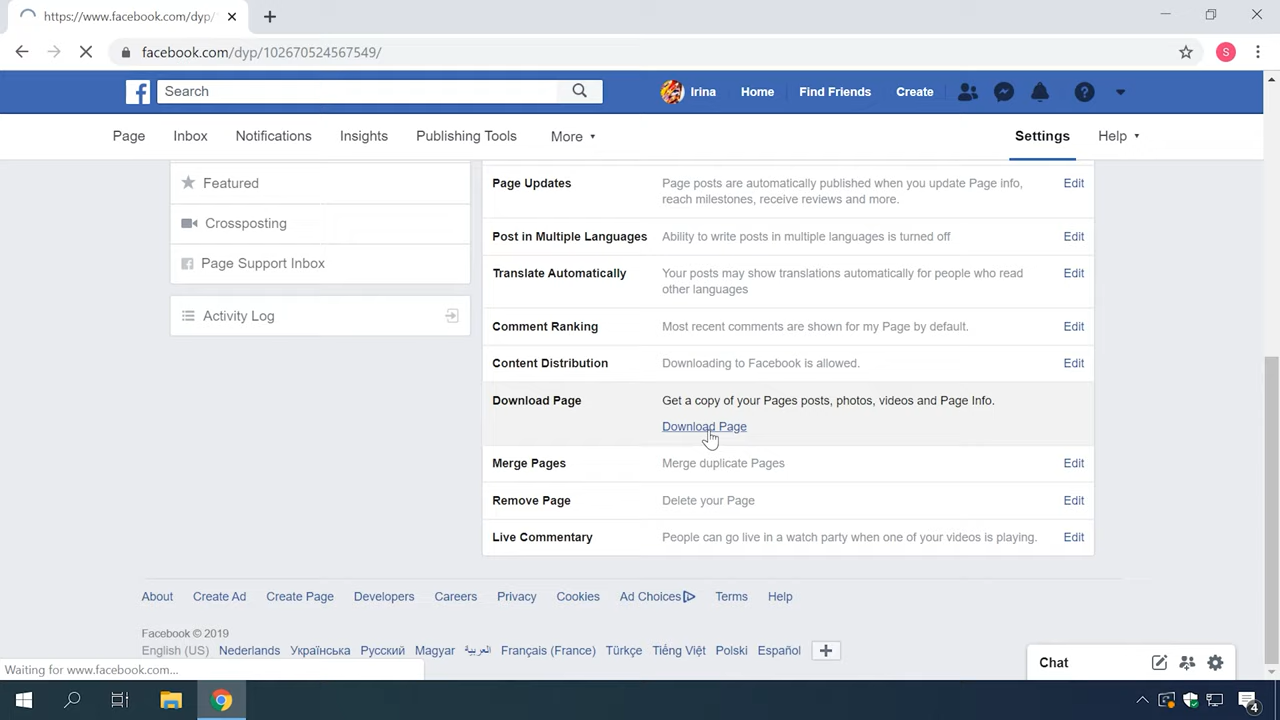 https://www.facebook.com/dyp/
facebook.com/dyp/102670524567549/
S
Search
Irina
Home
Find Friends
Create
Page
Inbox
Notifications
Insights
Publishing Tools
More
Settings
Help
Featured
Crossposting
Page Support Inbox
Activity Log
Page Updates
Page posts are automatically published when you update Page info,
reach milestones, receive reviews and more.
Edit
Post in Multiple Languages
Ability to write posts in multiple languages is turned off
Edit
Translate Automatically
Your posts may show translations automatically for people who read
other languages
Edit
Comment Ranking
Most recent comments are shown for my Page by default.
Edit
Content Distribution
Downloading to Facebook is allowed.
Edit
Download Page
Get a copy of your Pages posts, photos, videos and Page Info.
Download Page
Merge Pages
Merge duplicate Pages
Edit
Remove Page
Delete your Page
Edit
Live Commentary
People can go live in a watch party when one of your videos is playing.
Edit
About
Create Ad
Create Page
Developers
Careers
Privacy
Cookies
Ad Choices
Terms
Help
Facebook © 2019
English (US)
Nederlands
Українська
Русский
Magyar
العربية
Français (France)
Türkçe
Tiếng Việt
Polski
Español
Waiting for www.facebook.com...
Chat
4